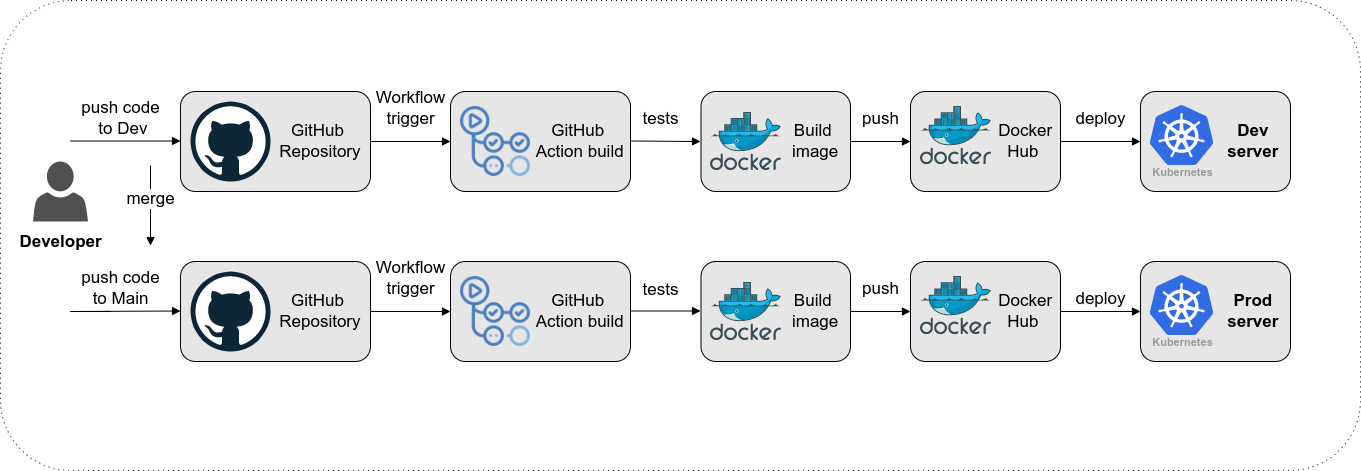 push code
to Dev
GitHub
Repository
Workflow
trigger
GitHub
Action build
tests
docker
Build
image
push
docker
Docker
Hub
deploy
Kubernetes
Dev
server
merge
Developer
push code
to Main
GitHub
Repository
Workflow
trigger
GitHub
Action build
tests
docker
Build
image
push
docker
Docker
Hub
deploy
Kubernetes
Prod
server